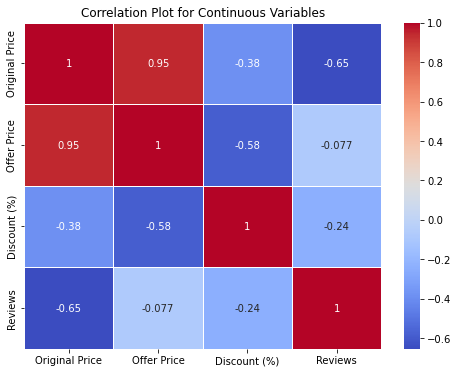 Correlation Plot for Continuous Variables
Original Price 1 0.95 -0.38 -0.65
Offer Price 0.95 1 -0.58 -0.077
Discount (%) -0.38 -0.58 1 -0.24
Reviews -0.65 -0.077 -0.24 1
Original Price Offer Price Discount (%) Reviews
1.0
0.8
0.6
0.4
0.2
0.0
−0.2
−0.4
−0.6